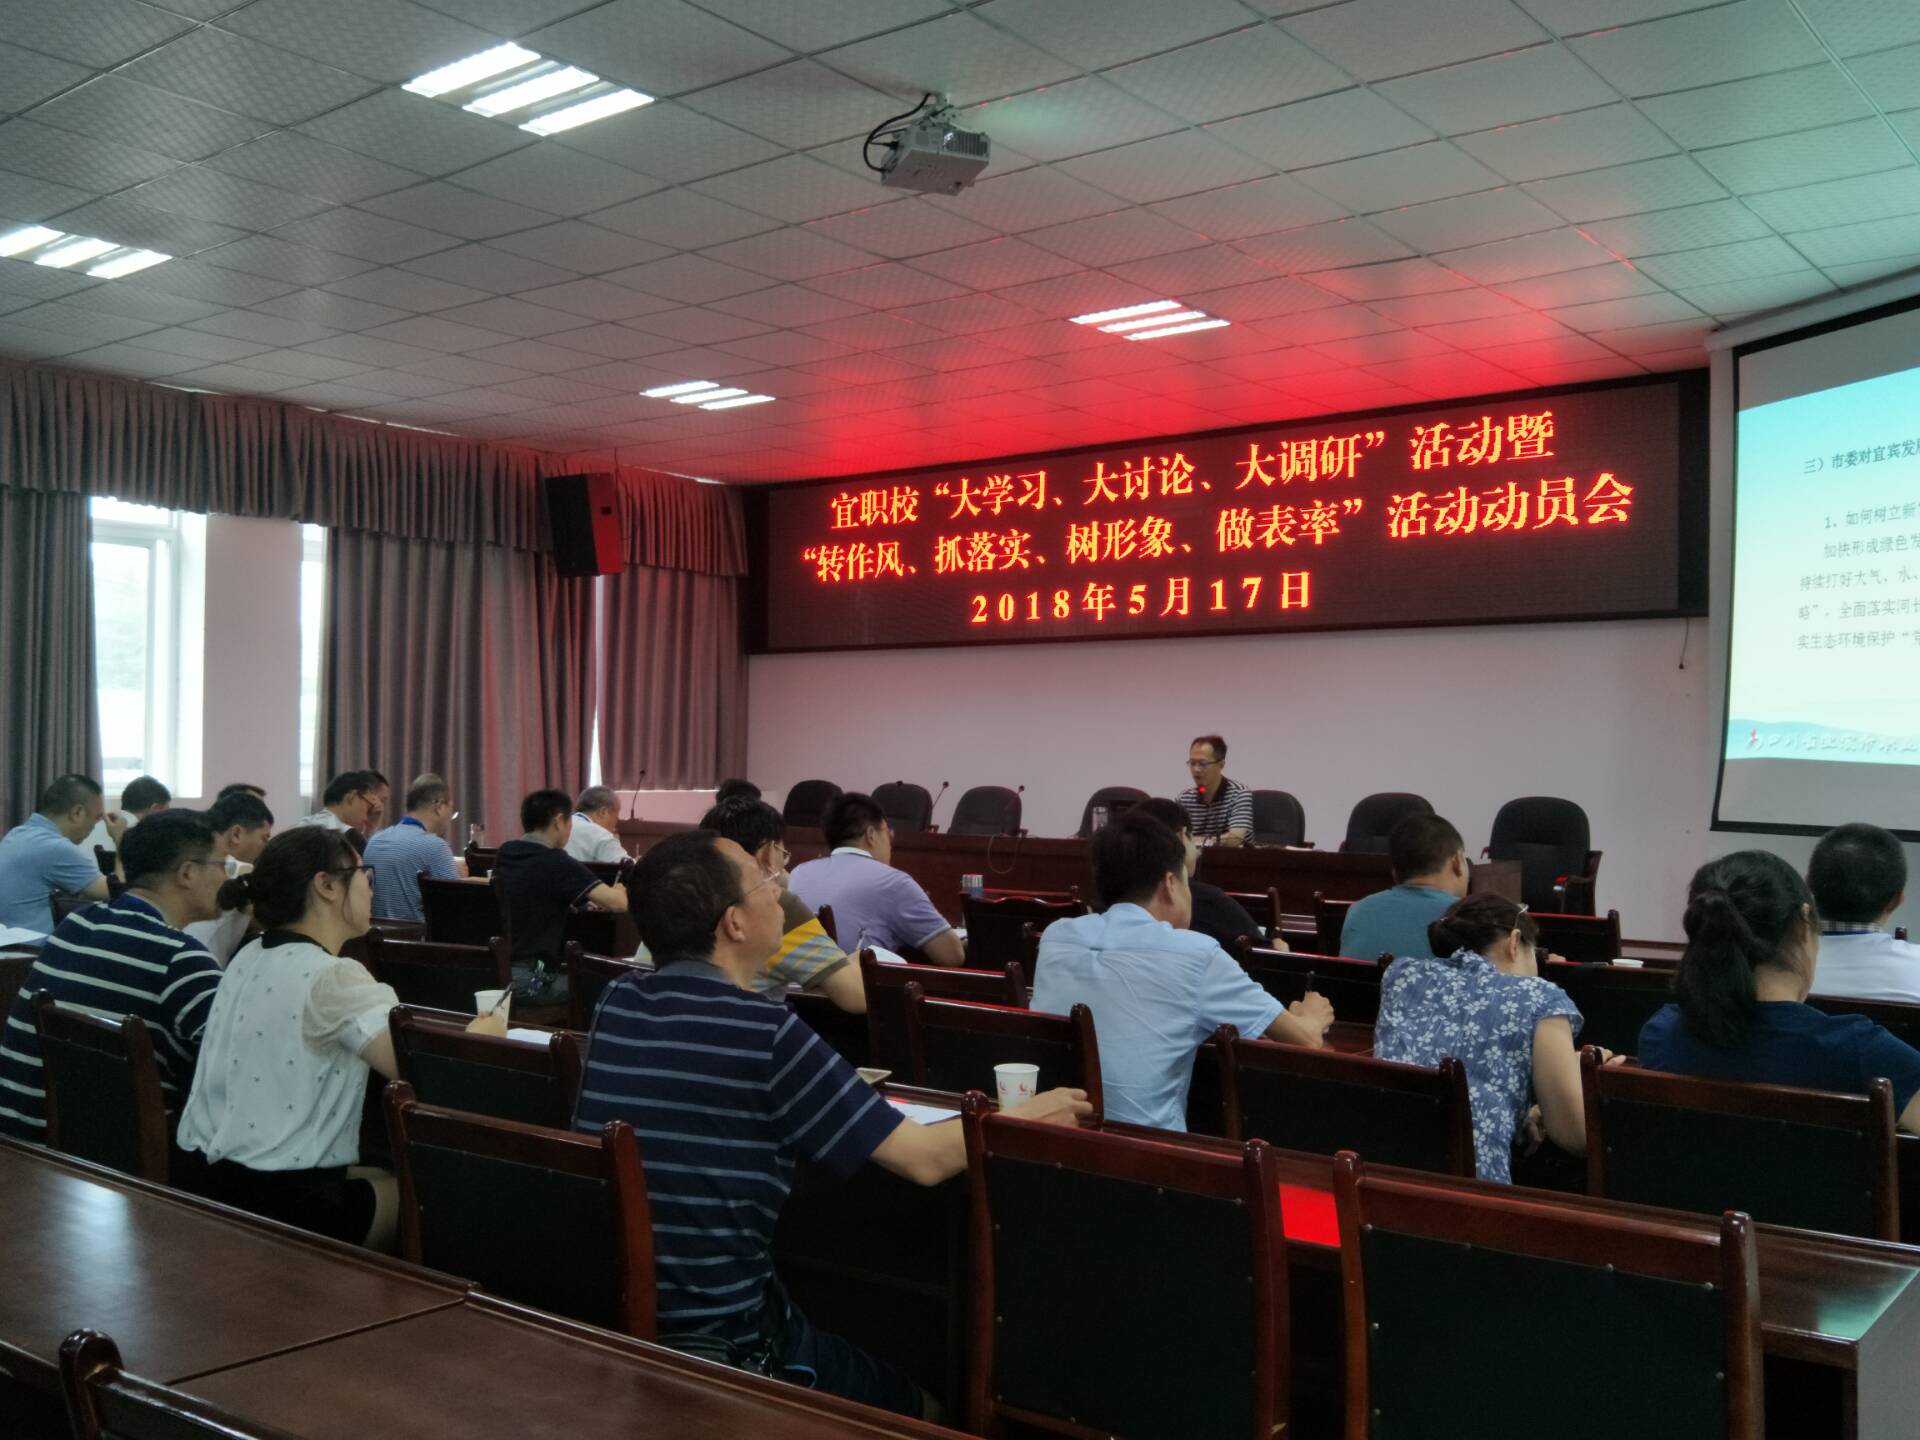 宜职校“大学习、大讨论、大调研”活动暨
“转作风、抓落实、树形象、做表率”活动动员会
2018年5月17日
三）市委对宜宾发展
1、如何树立新
加快形成绿色发
持续打好大气、水、
略”，全面落实河长
实生态环境保护“党